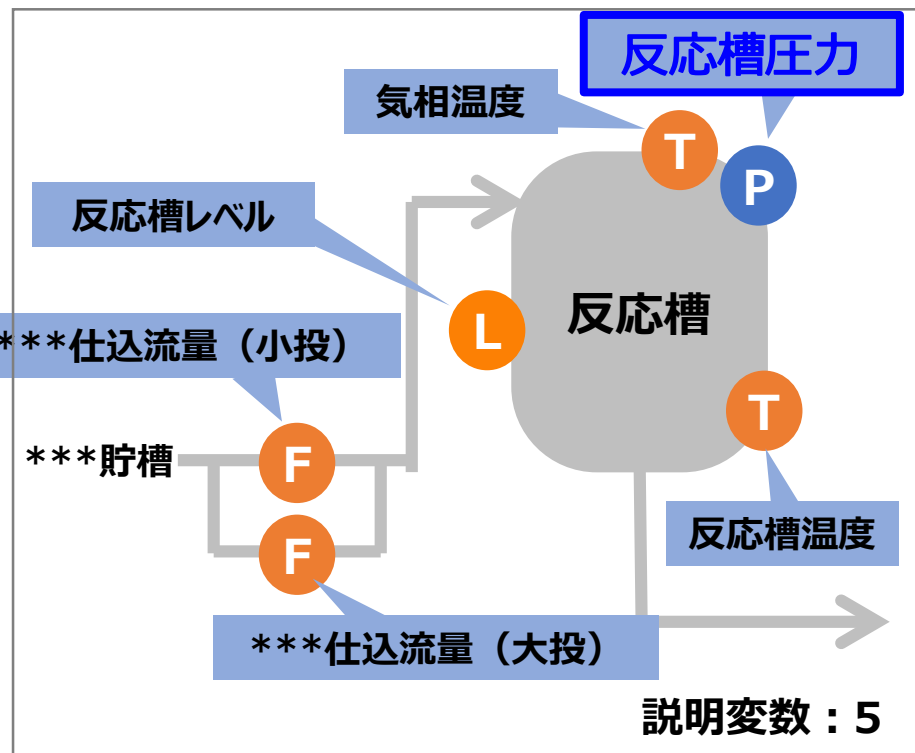 反応槽圧力
気相温度
T
P
反応槽レベル
反応槽
L
***仕込流量（小投）
T
***貯槽
F
反応槽温度
F
***仕込流量（大投）
説明変数：5